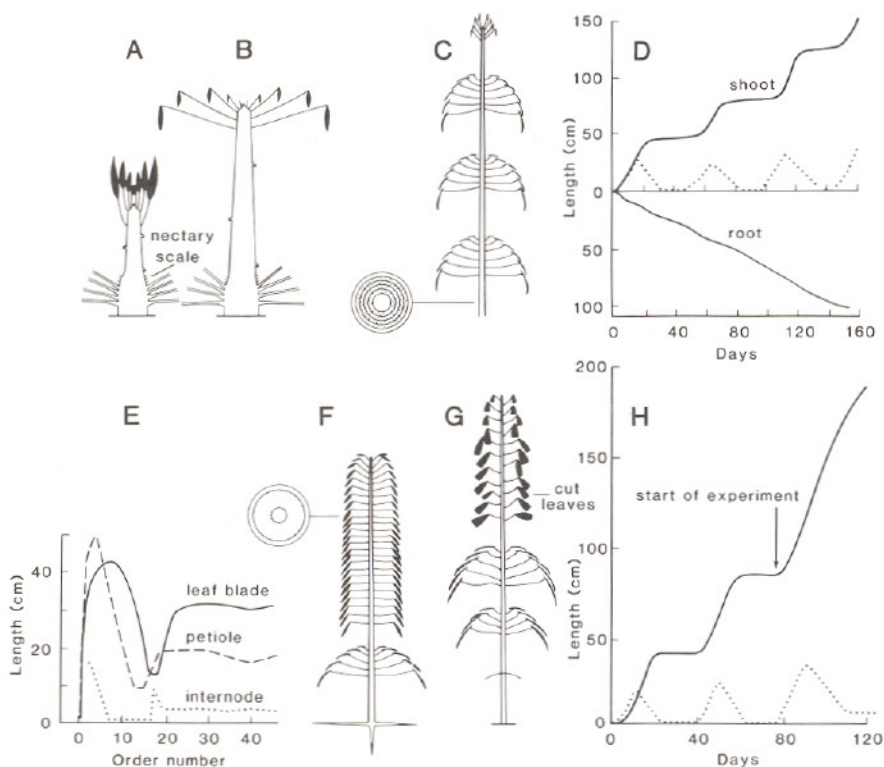 A
B
nectary
scale
C
D
Length (cm)
150
100
50
0
50
100
shoot
root
0
40
80
120
160
Days
E
Length (cm)
40
20
0
leaf blade
petiole
internode
0
10
20
30
40
Order number
F
G
cut
leaves
H
200
150
100
50
0
start of experiment
Length (cm)
0
40
80
120
Days